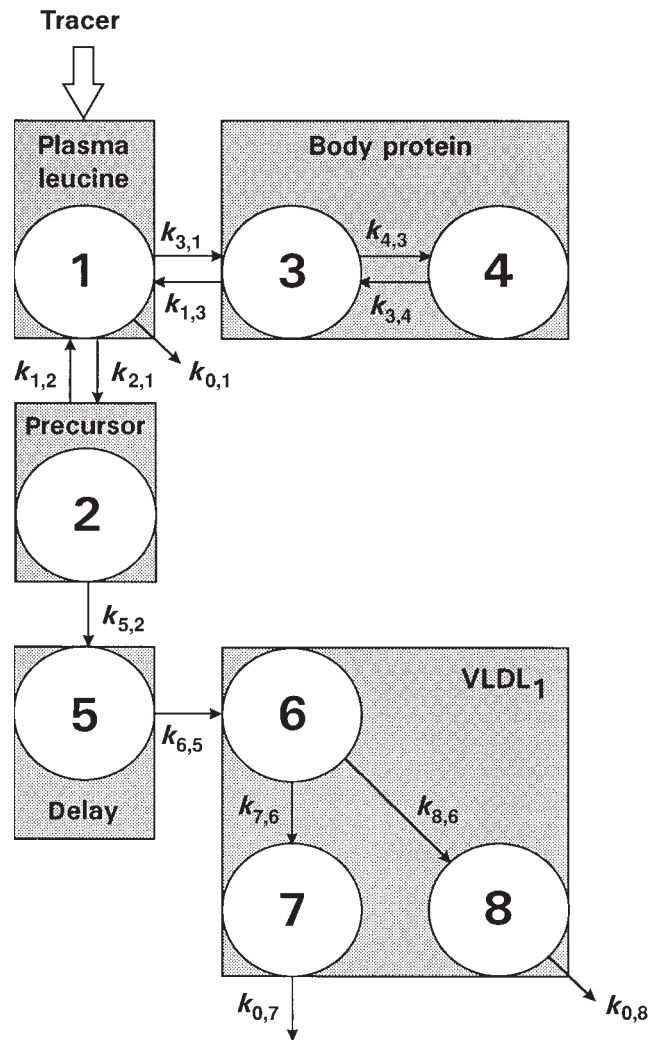 Tracer
Plasma
leucine
Body protein
1
k3,1
k1,3
3
k4,3
k3,4
4
k1,2
k2,1
k0,1
Precursor
2
k5,2
5
Delay
k6,5
6
VLDL1
k7,6
k8,6
7
8
k0,7
k0,8